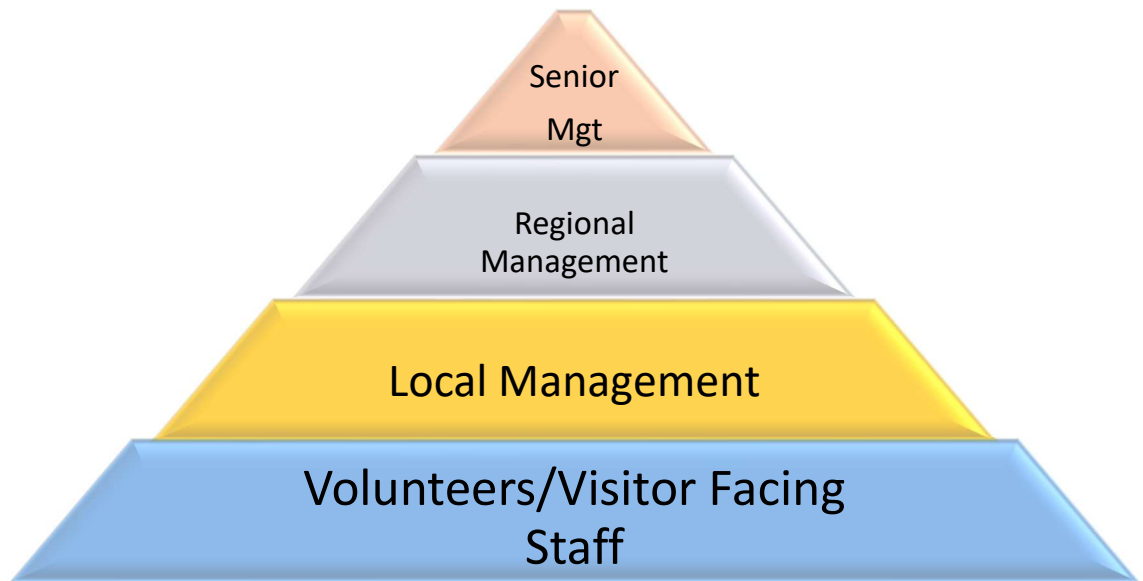 Senior
Mgt
Regional
Management
Local Management
Volunteers/Visitor Facing
Staff